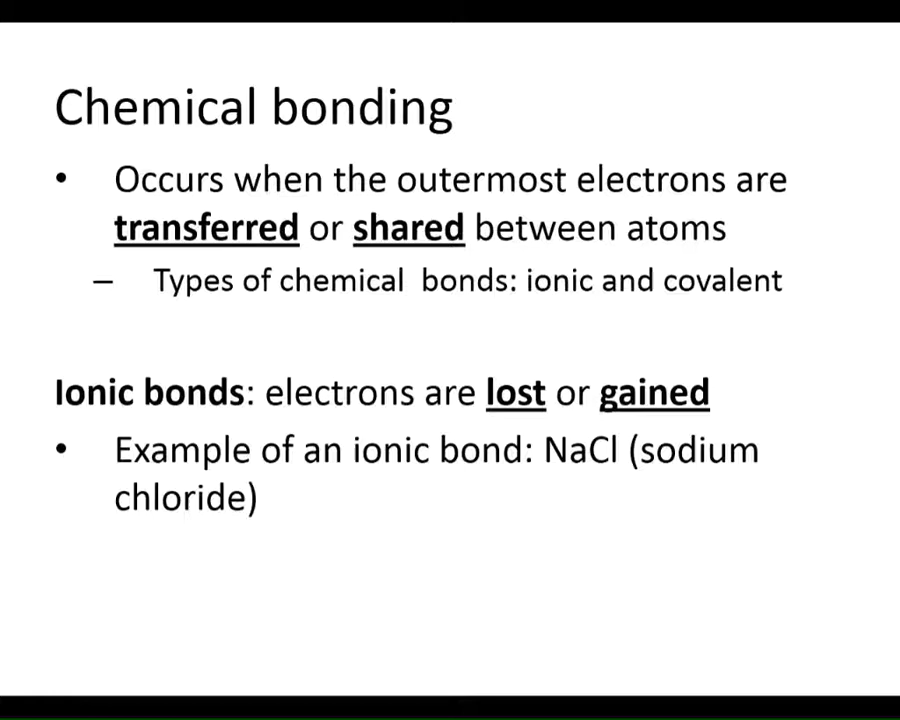 Chemical bonding
• Occurs when the outermost electrons are
transferred or shared between atoms
– Types of chemical bonds: ionic and covalent
Ionic bonds: electrons are lost or gained
• Example of an ionic bond: NaCl (sodium
chloride)